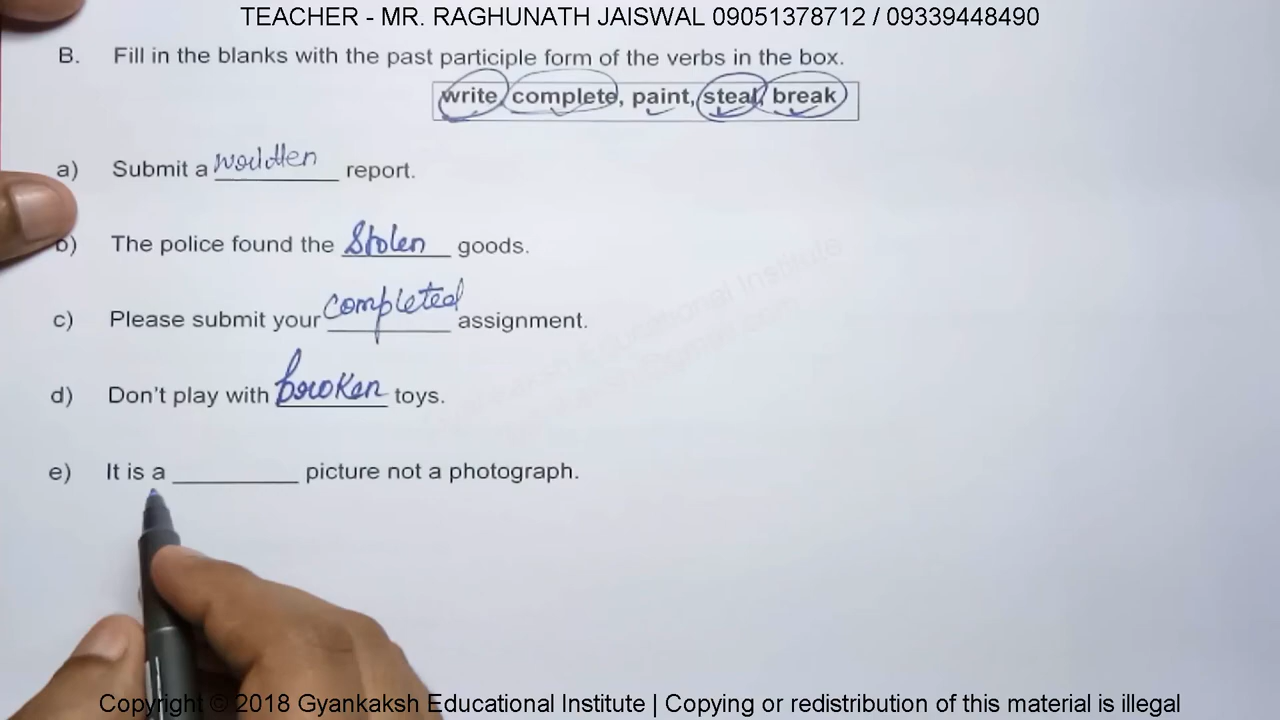 TEACHER - MR. RAGHUNATH JAISWAL 09051378712 / 09339448490
B. Fill in the blanks with the past participle form of the verbs in the box.
write, complete, paint, steal, break
a) Submit a written report.
b) The police found the Stolen goods.
c) Please submit your completed assignment.
d) Don't play with broken toys.
e) It is a ________ picture not a photograph.
Copyright © 2018 Gyankaksh Educational Institute | Copying or redistribution of this material is illegal